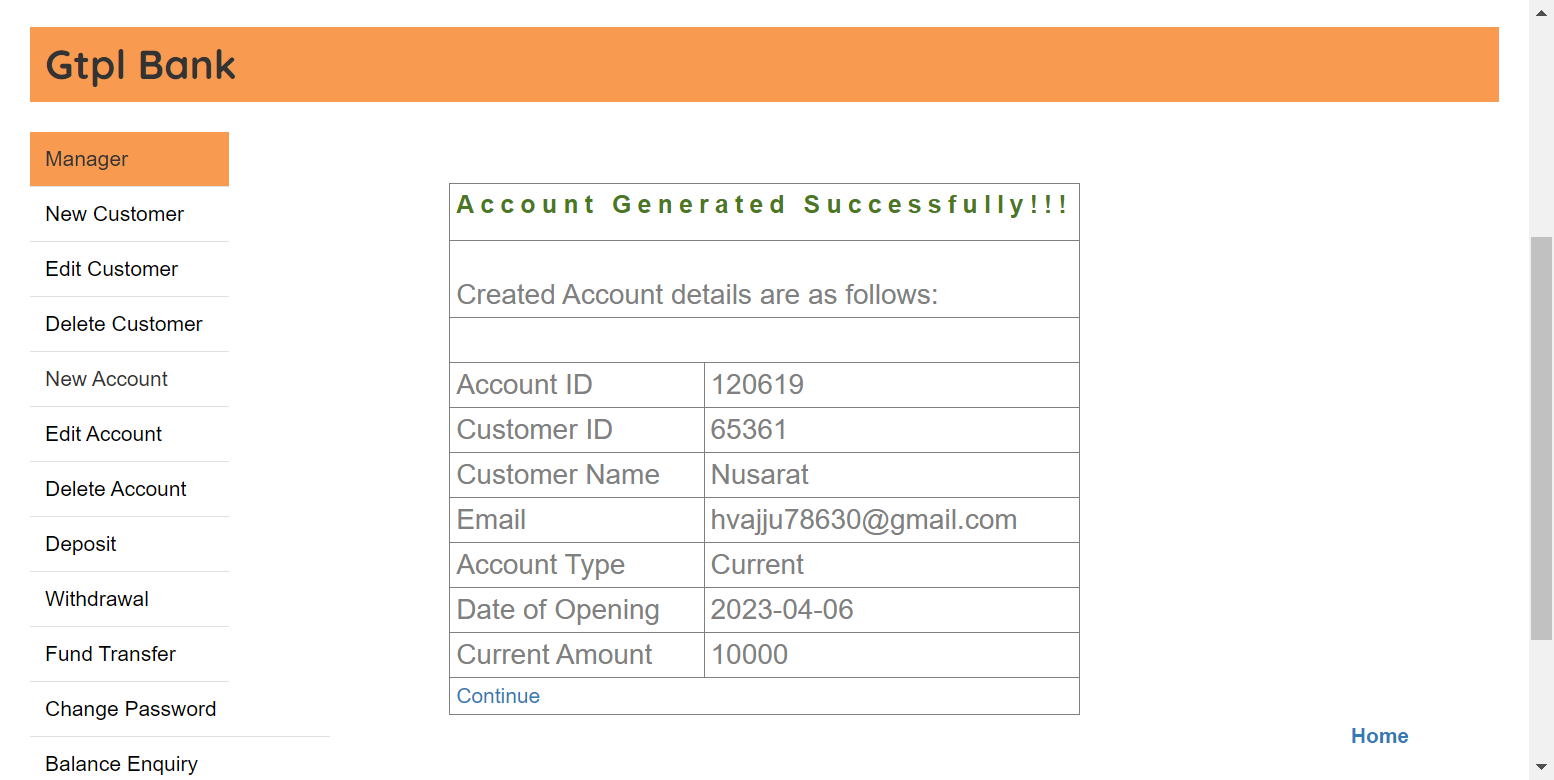 Gtpl Bank
Manager
New Customer
Edit Customer
Delete Customer
New Account
Edit Account
Delete Account
Deposit
Withdrawal
Fund Transfer
Change Password
Balance Enquiry
Account Generated Successfully!!!
Created Account details are as follows:
Account ID 120619
Customer ID 65361
Customer Name Nusarat
Email hvajju78630@gmail.com
Account Type Current
Date of Opening 2023-04-06
Current Amount 10000
Continue
Home